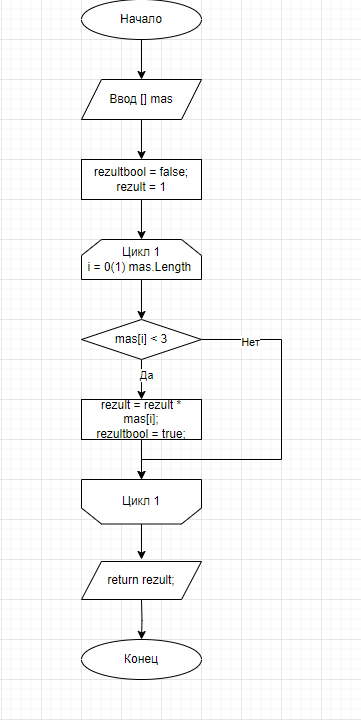 Начало
Ввод [] mas
rezultbool = false;
rezult = 1
Цикл 1
i = 0(1) mas.Length
mas[i] < 3
Нет
Да
rezult = rezult *
mas[i];
rezultbool = true;
Цикл 1
return rezult;
Конец